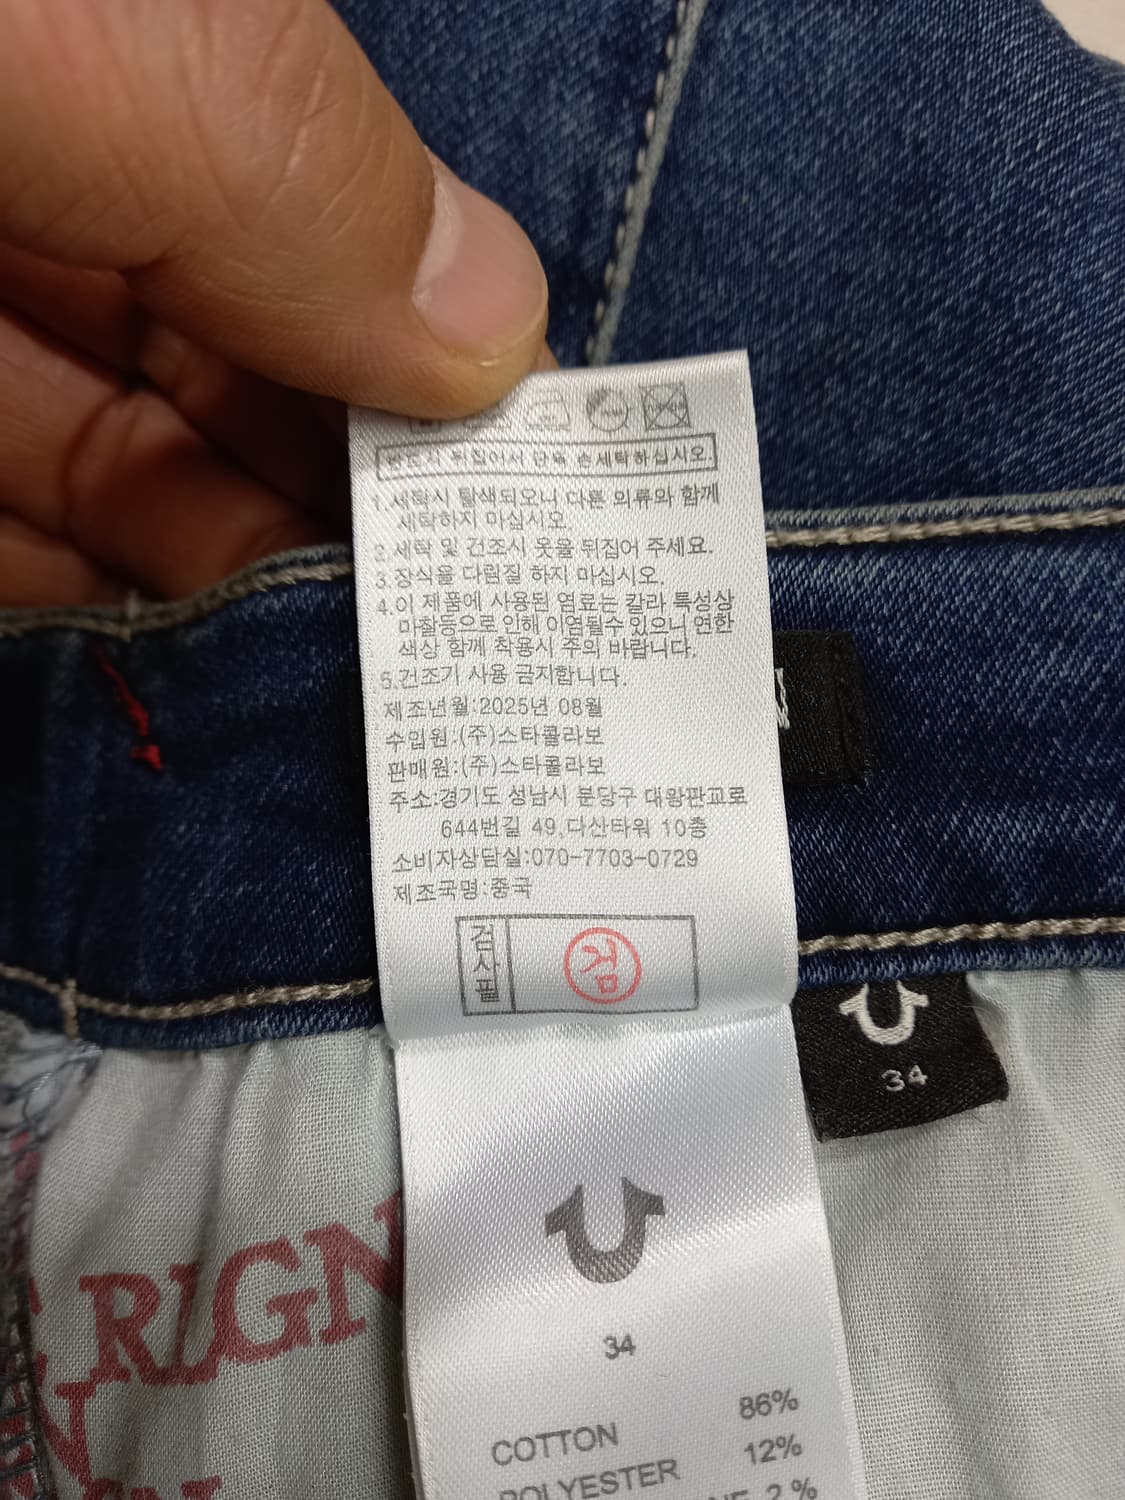 반드시 뒤집어서 단독 손세탁하십시오.
1.세탁시 탈색되오니 다른 의류와 함께
세탁하지 마십시오.
2.세탁 및 건조시 옷을 뒤집어 주세요.
3.장식을 다림질 하지 마십시오.
4.이 제품에 사용된 염료는 칼라 특성상
마찰등으로 인해 이염될수 있으니 연한
색상 함께 착용시 주의 바랍니다.
5.건조기 사용 금지합니다.
제조년월:2025년 08월
수입원:(주)스타콜라보
판매원:(주)스타콜라보
주소:경기도 성남시 분당구 대왕판교로
644번길 49,다산타워 10층
소비자상담실:070-7703-0729
제조국명:중국
검사필
검
34
34
COTTON 86%
POLYESTER 12%
2 %
RLGN